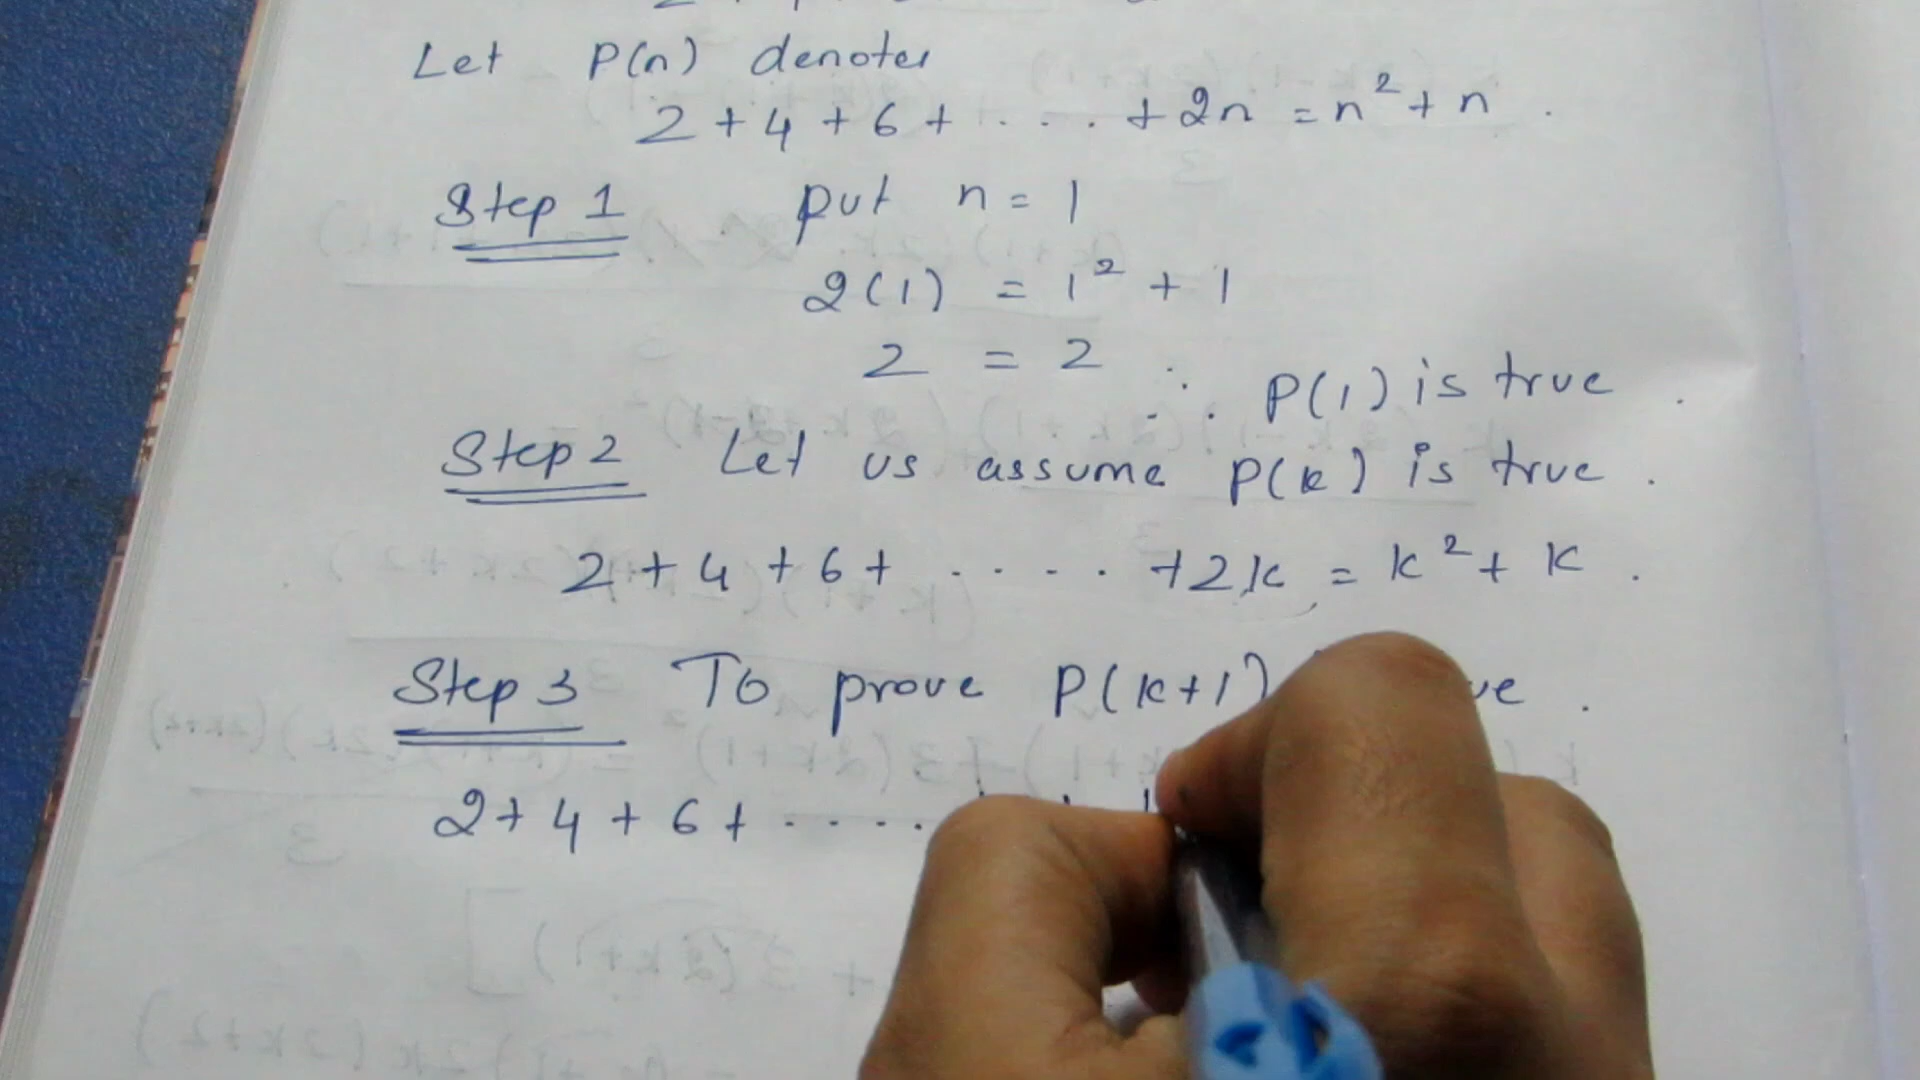 Let P(n) denotes
2 + 4 + 6 + .... + 2n = n² + n .
Step 1 put n = 1
2(1) = 1² + 1
2 = 2
∴ P(1) is true .
Step 2 Let us assume P(k) is true .
2 + 4 + 6 + .... + 2k = k² + k .
Step 3 To prove P(k+1) .
2 + 4 + 6 + ....